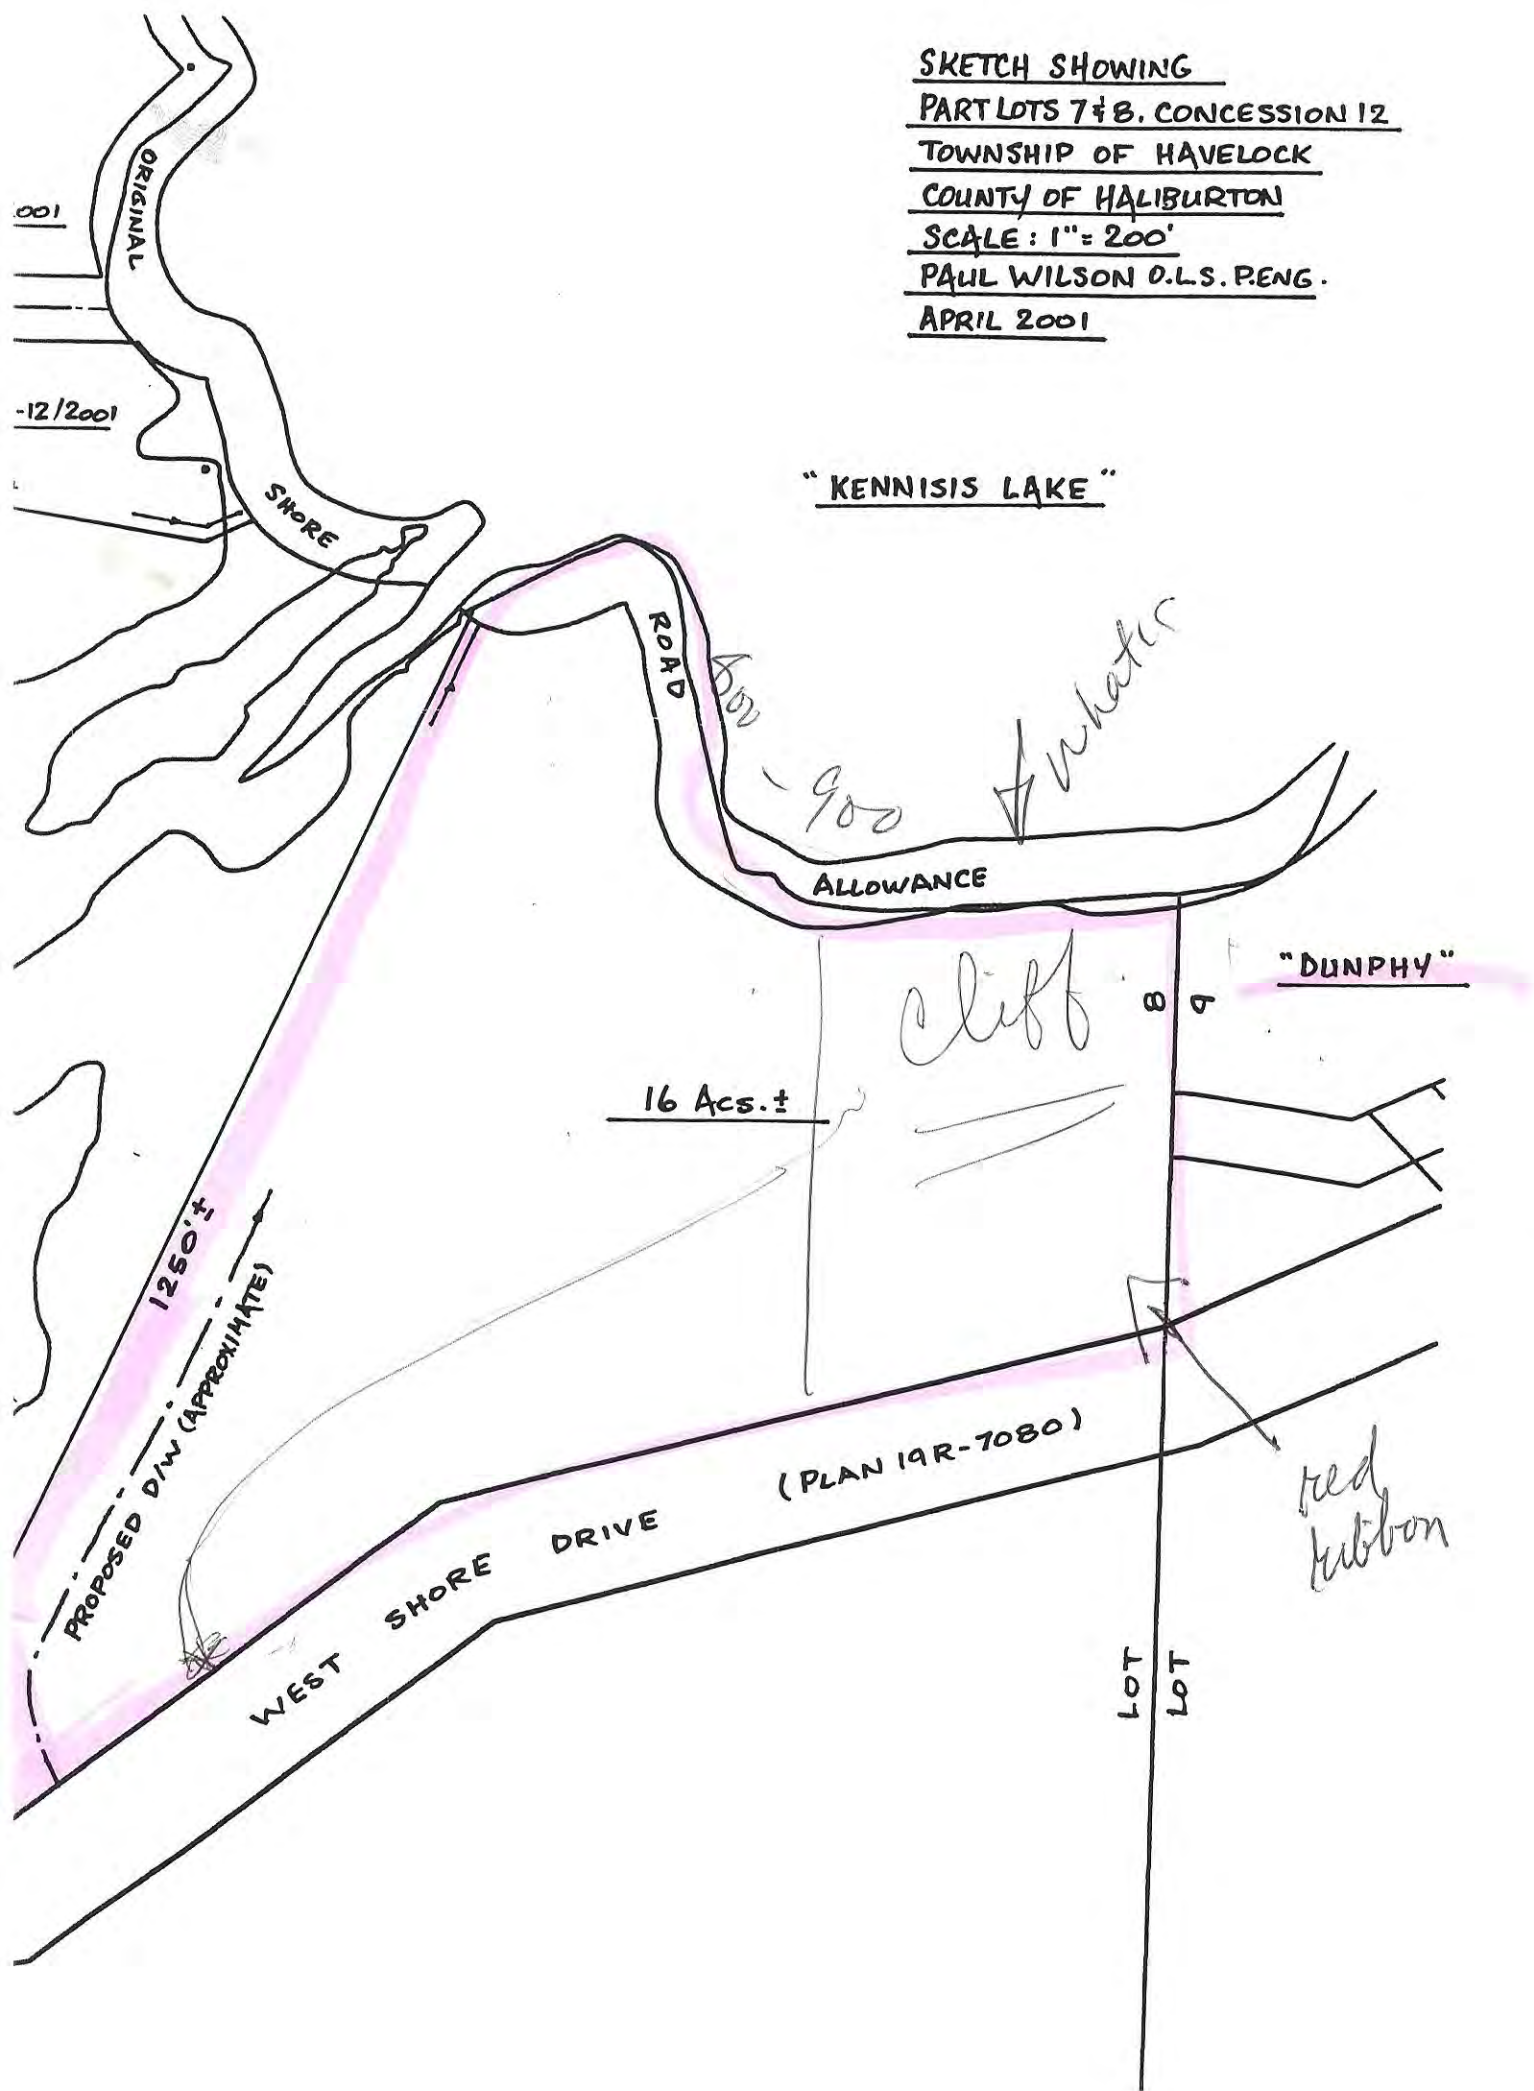 SKETCH SHOWING
PART LOTS 7 & 8. CONCESSION 12
TOWNSHIP OF HAVELOCK
COUNTY OF HALIBURTON
SCALE: 1"= 200'
PAUL WILSON O.L.S. P.ENG.
APRIL 2001
ORIGINAL
001
-12/2001
"KENNISIS LAKE"
SHORE
ROAD
- 900
ALLOWANCE
"DUNPHY"
cliff
8
9
16 Acs. ±
1250'±
PROPOSED D/W (APPROXIMATE)
(PLAN 19R-7080)
WEST SHORE DRIVE
red
ribbon
LOT
LOT